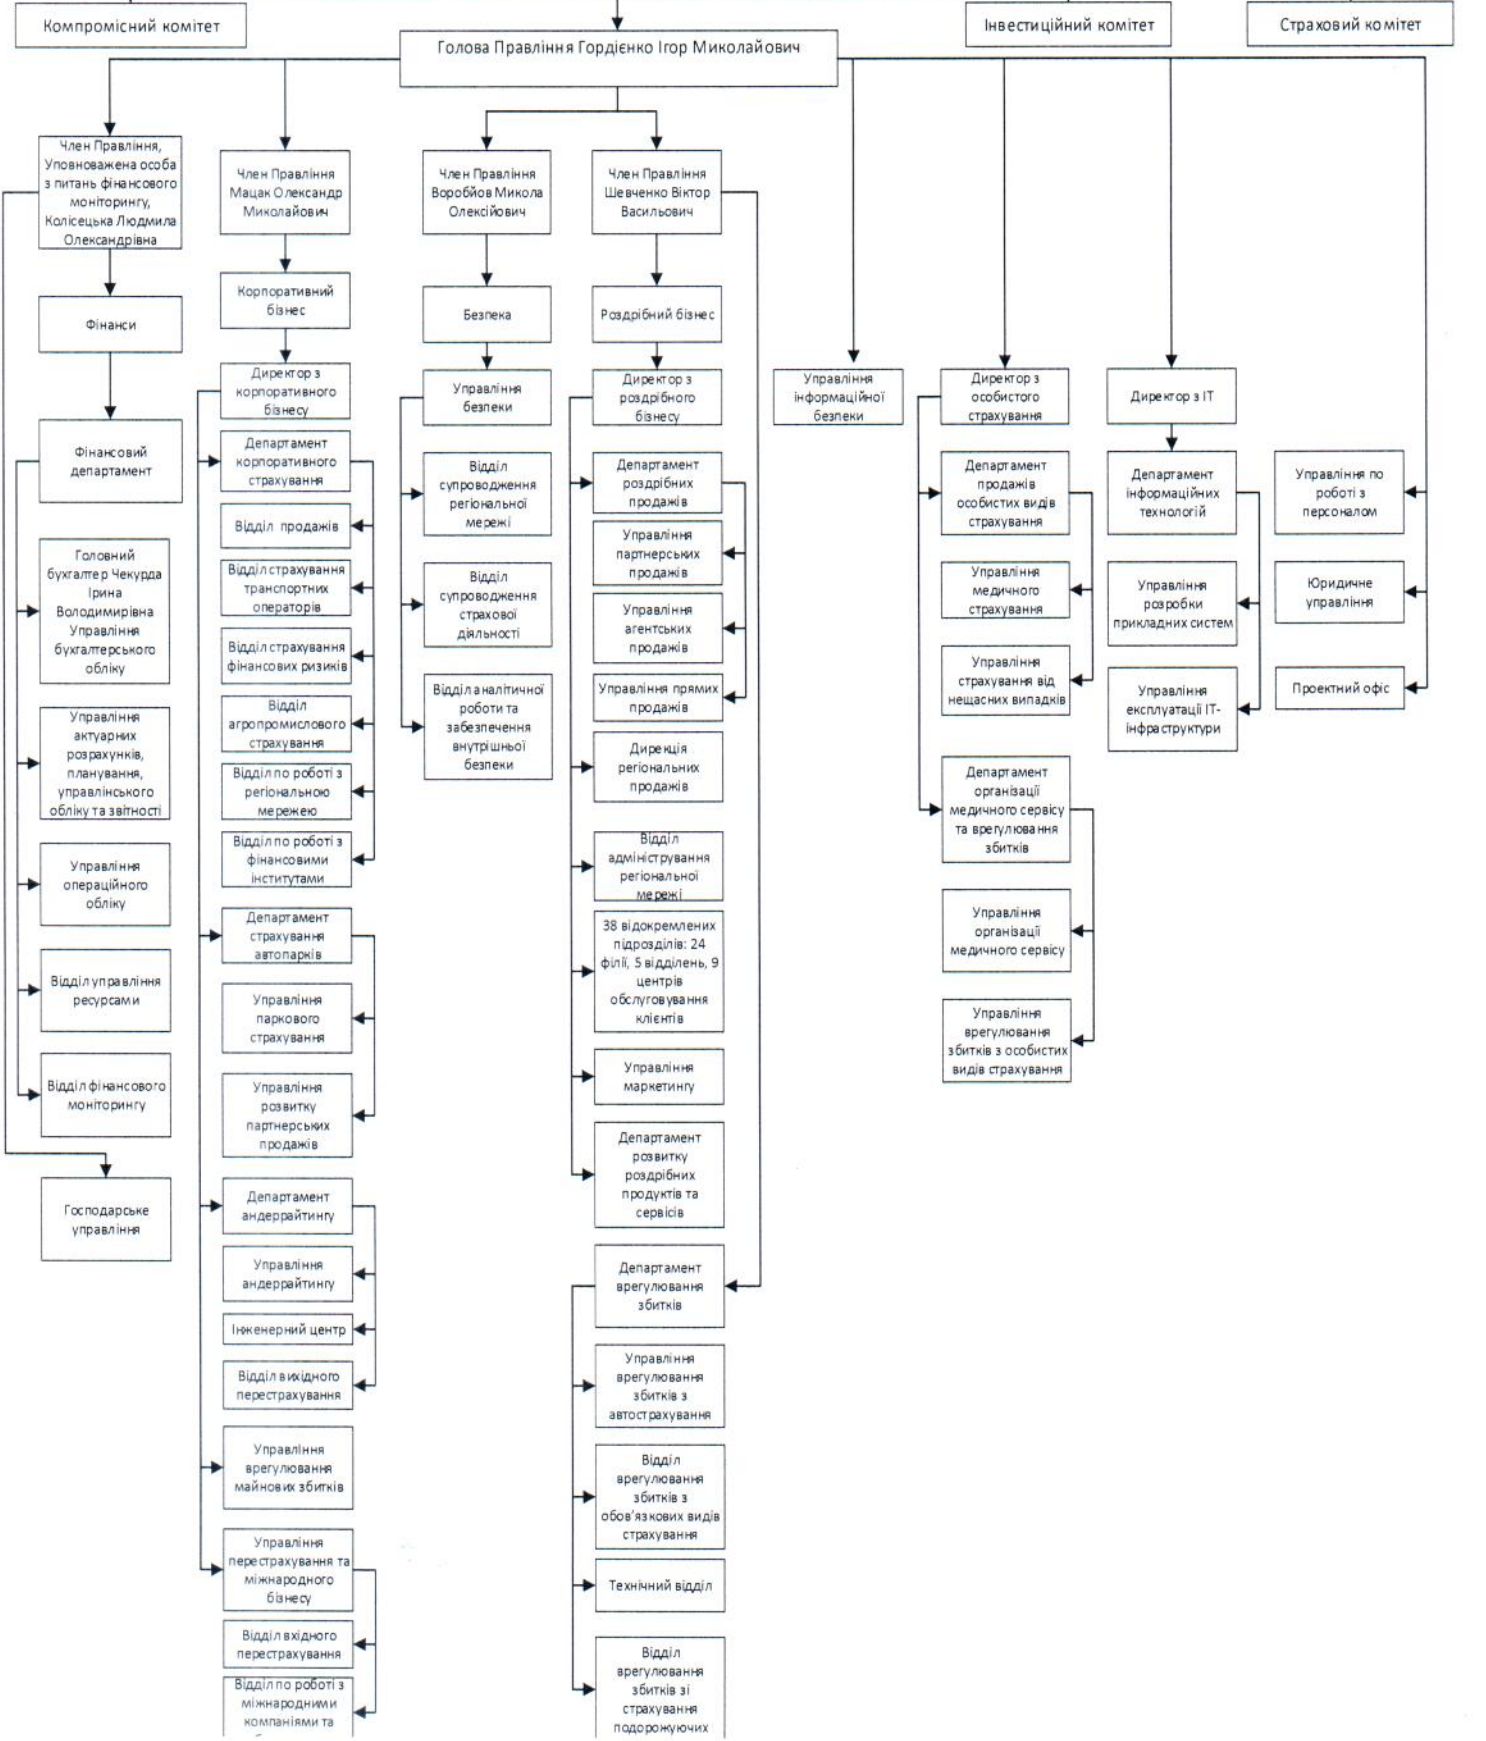 Компромісний комітет
Інвестиційний комітет
Страховий комітет
Голова Правління Гордієнко Ігор Миколайович
Член Правління,
Уповноважена особа
з питань фінансового
моніторингу,
Колісецька Людмила
Олександрівна
Фінанси
Фінансовий
департамент
Головний
бухгалтер Чекурда
Ірина
Володимирівна
Управління
бухгалтерського
обліку
Управління
актуарних
розрахунків,
планування,
управлінського
обліку та звітності
Управління
операційного
обліку
Відділ управління
ресурсами
Відділ фінансового
моніторингу
Господарське
управління
Член Правління
Мацак Олександр
Миколайович
Корпоративний
бізнес
Директор з
корпоративного
бізнесу
Департамент
корпоративного
страхування
Відділ продажів
Відділ страхування
транспортних
операторів
Відділ страхування
фінансових ризиків
Відділ
агропромислового
страхування
Відділ по роботі з
регіональною
мережею
Відділ по роботі з
фінансовими
інститутами
Департамент
страхування
автопарків
Управління
паркового
страхування
Управління
розвитку
партнерських
продажів
Департамент
андеррайтингу
Управління
андеррайтингу
Інженерний центр
Відділ вихідного
перестрахування
Управління
врегулювання
майнових збитків
Управління
перестрахування та
міжнародного
бізнесу
Відділ вхідного
перестрахування
Відділ по роботі з
міжнародними
компаніями та
Член Правління
Воробйов Микола
Олексійович
Безпека
Управління
безпеки
Відділ
супроводження
регіональної
мережі
Відділ
супроводження
страхової
діяльності
Відділ аналітичної
роботи та
забезпечення
внутрішньої
безпеки
Член Правління
Шевченко Віктор
Васильович
Роздрібний бізнес
Директор з
роздрібного
бізнесу
Департамент
роздрібних
продажів
Управління
партнерських
продажів
Управління
агентських
продажів
Управління прямих
продажів
Дирекція
регіональних
продажів
Відділ
адміністрування
регіональної
мережі
38 відокремлених
підрозділів: 24
філії, 5 відділень, 9
центрів
обслуговування
клієнтів
Управління
маркетингу
Департамент
розвитку
роздрібних
продуктів та
сервісів
Департамент
врегулювання
збитків
Управління
врегулювання
збитків з
автострахування
Відділ
врегулювання
збитків з
обов'язкових видів
страхування
Технічний відділ
Відділ
врегулювання
збитків зі
страхування
подорожуючих
Управління
інформаційної
безпеки
Директор з
особистого
страхування
Департамент
продажів
особистих видів
страхування
Управління
медичного
страхування
Управління
страхування від
нещасних випадків
Департамент
організації
медичного сервісу
та врегулювання
збитків
Управління
організації
медичного сервісу
Управління
врегулювання
збитків з особистих
видів страхування
Директор з ІТ
Департамент
інформаційних
технологій
Управління
розробки
прикладних систем
Управління
експлуатації ІТ-
інфраструктури
Управління по
роботі з
персоналом
Юридичне
управління
Проектний офіс